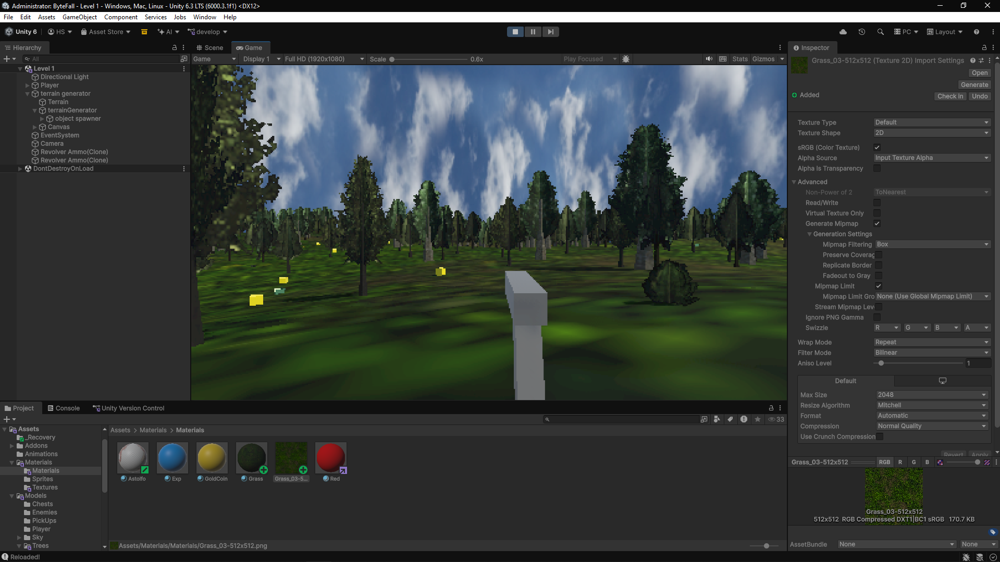 Administrator: ByteFall - Level 1 - Windows, Mac, Linux - Unity 6.3 LTS (6000.3.1f1) <DX12>
File Edit Assets GameObject Component Services Jobs Window Help
Unity 6 HS Asset Store AI develop PC Layout
Hierarchy
Scene Game
Inspector
All
Game Display 1 Full HD (1920x1080) Scale 0.6x Play Focused Stats Gizmos
Level 1
Directional Light
Player
terrain generator
Terrain
terrainGenerator
object spawner
Canvas
EventSystem
Camera
Revolver Ammo(Clone)
Revolver Ammo(Clone)
DontDestroyOnLoad
Grass_03-512x512 (Texture 2D) Import Settings
Open
Generate
Added Check in Undo
Texture Type Default
Texture Shape 2D
sRGB (Color Texture)
Alpha Source Input Texture Alpha
Alpha Is Transparency
Advanced
Non-Power of 2 ToNearest
Read/Write
Virtual Texture Only
Generate Mipmap
Generation Settings
Mipmap Filtering Box
Preserve Coverag
Replicate Border
Fadeout to Gray
Mipmap Limit
Mipmap Limit Gro None (Use Global Mipmap Limit)
Stream Mipmap Lev
Ignore PNG Gamma
Swizzle R G B A
Wrap Mode Repeat
Filter Mode Bilinear
Aniso Level 1
Default
Max Size 2048
Resize Algorithm Mitchell
Format Automatic
Compression Normal Quality
Use Crunch Compression
Revert Apply
Grass_03-512x512 RGB R G B
Grass_03-512x512
512x512 RGB Compressed DXT1|BC1 sRGB 170.7 KB
AssetBundle None None
Project Console Unity Version Control
33
Assets
_Recovery
Addons
Animations
Materials
Materials
Sprites
Textures
Models
Chests
Enemies
PickUps
Player
Sky
Trees
Assets > Materials > Materials
Astolfo Exp GoldCoin Grass Grass_03-5... Red
Assets/Materials/Materials/Grass_03-512x512.png
Reloaded!